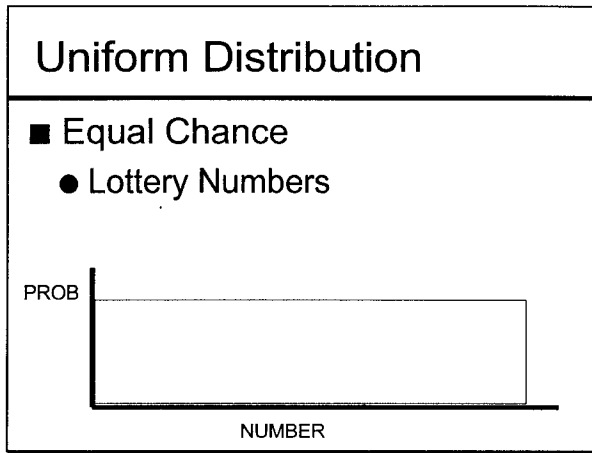 Uniform Distribution
■ Equal Chance
● Lottery Numbers
PROB
NUMBER